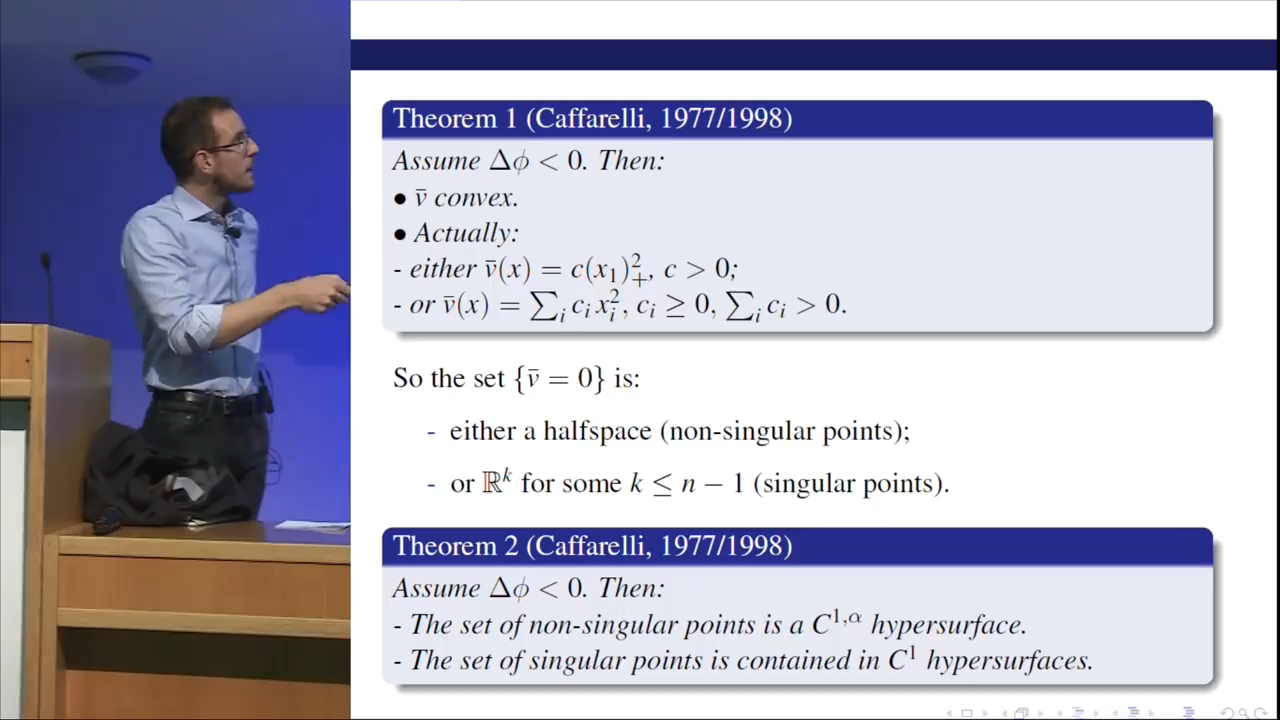 Theorem 1 (Caffarelli, 1977/1998)
Assume Δϕ < 0. Then:
• v̄ convex.
• Actually:
- either v̄(x) = c(x₁)²₊, c > 0;
- or v̄(x) = ∑ᵢ cᵢ xᵢ², cᵢ ≥ 0, ∑ᵢ cᵢ > 0.
So the set {v̄ = 0} is:
- either a halfspace (non-singular points);
- or ℝᵏ for some k ≤ n − 1 (singular points).
Theorem 2 (Caffarelli, 1977/1998)
Assume Δϕ < 0. Then:
- The set of non-singular points is a C^{1,α} hypersurface.
- The set of singular points is contained in C¹ hypersurfaces.